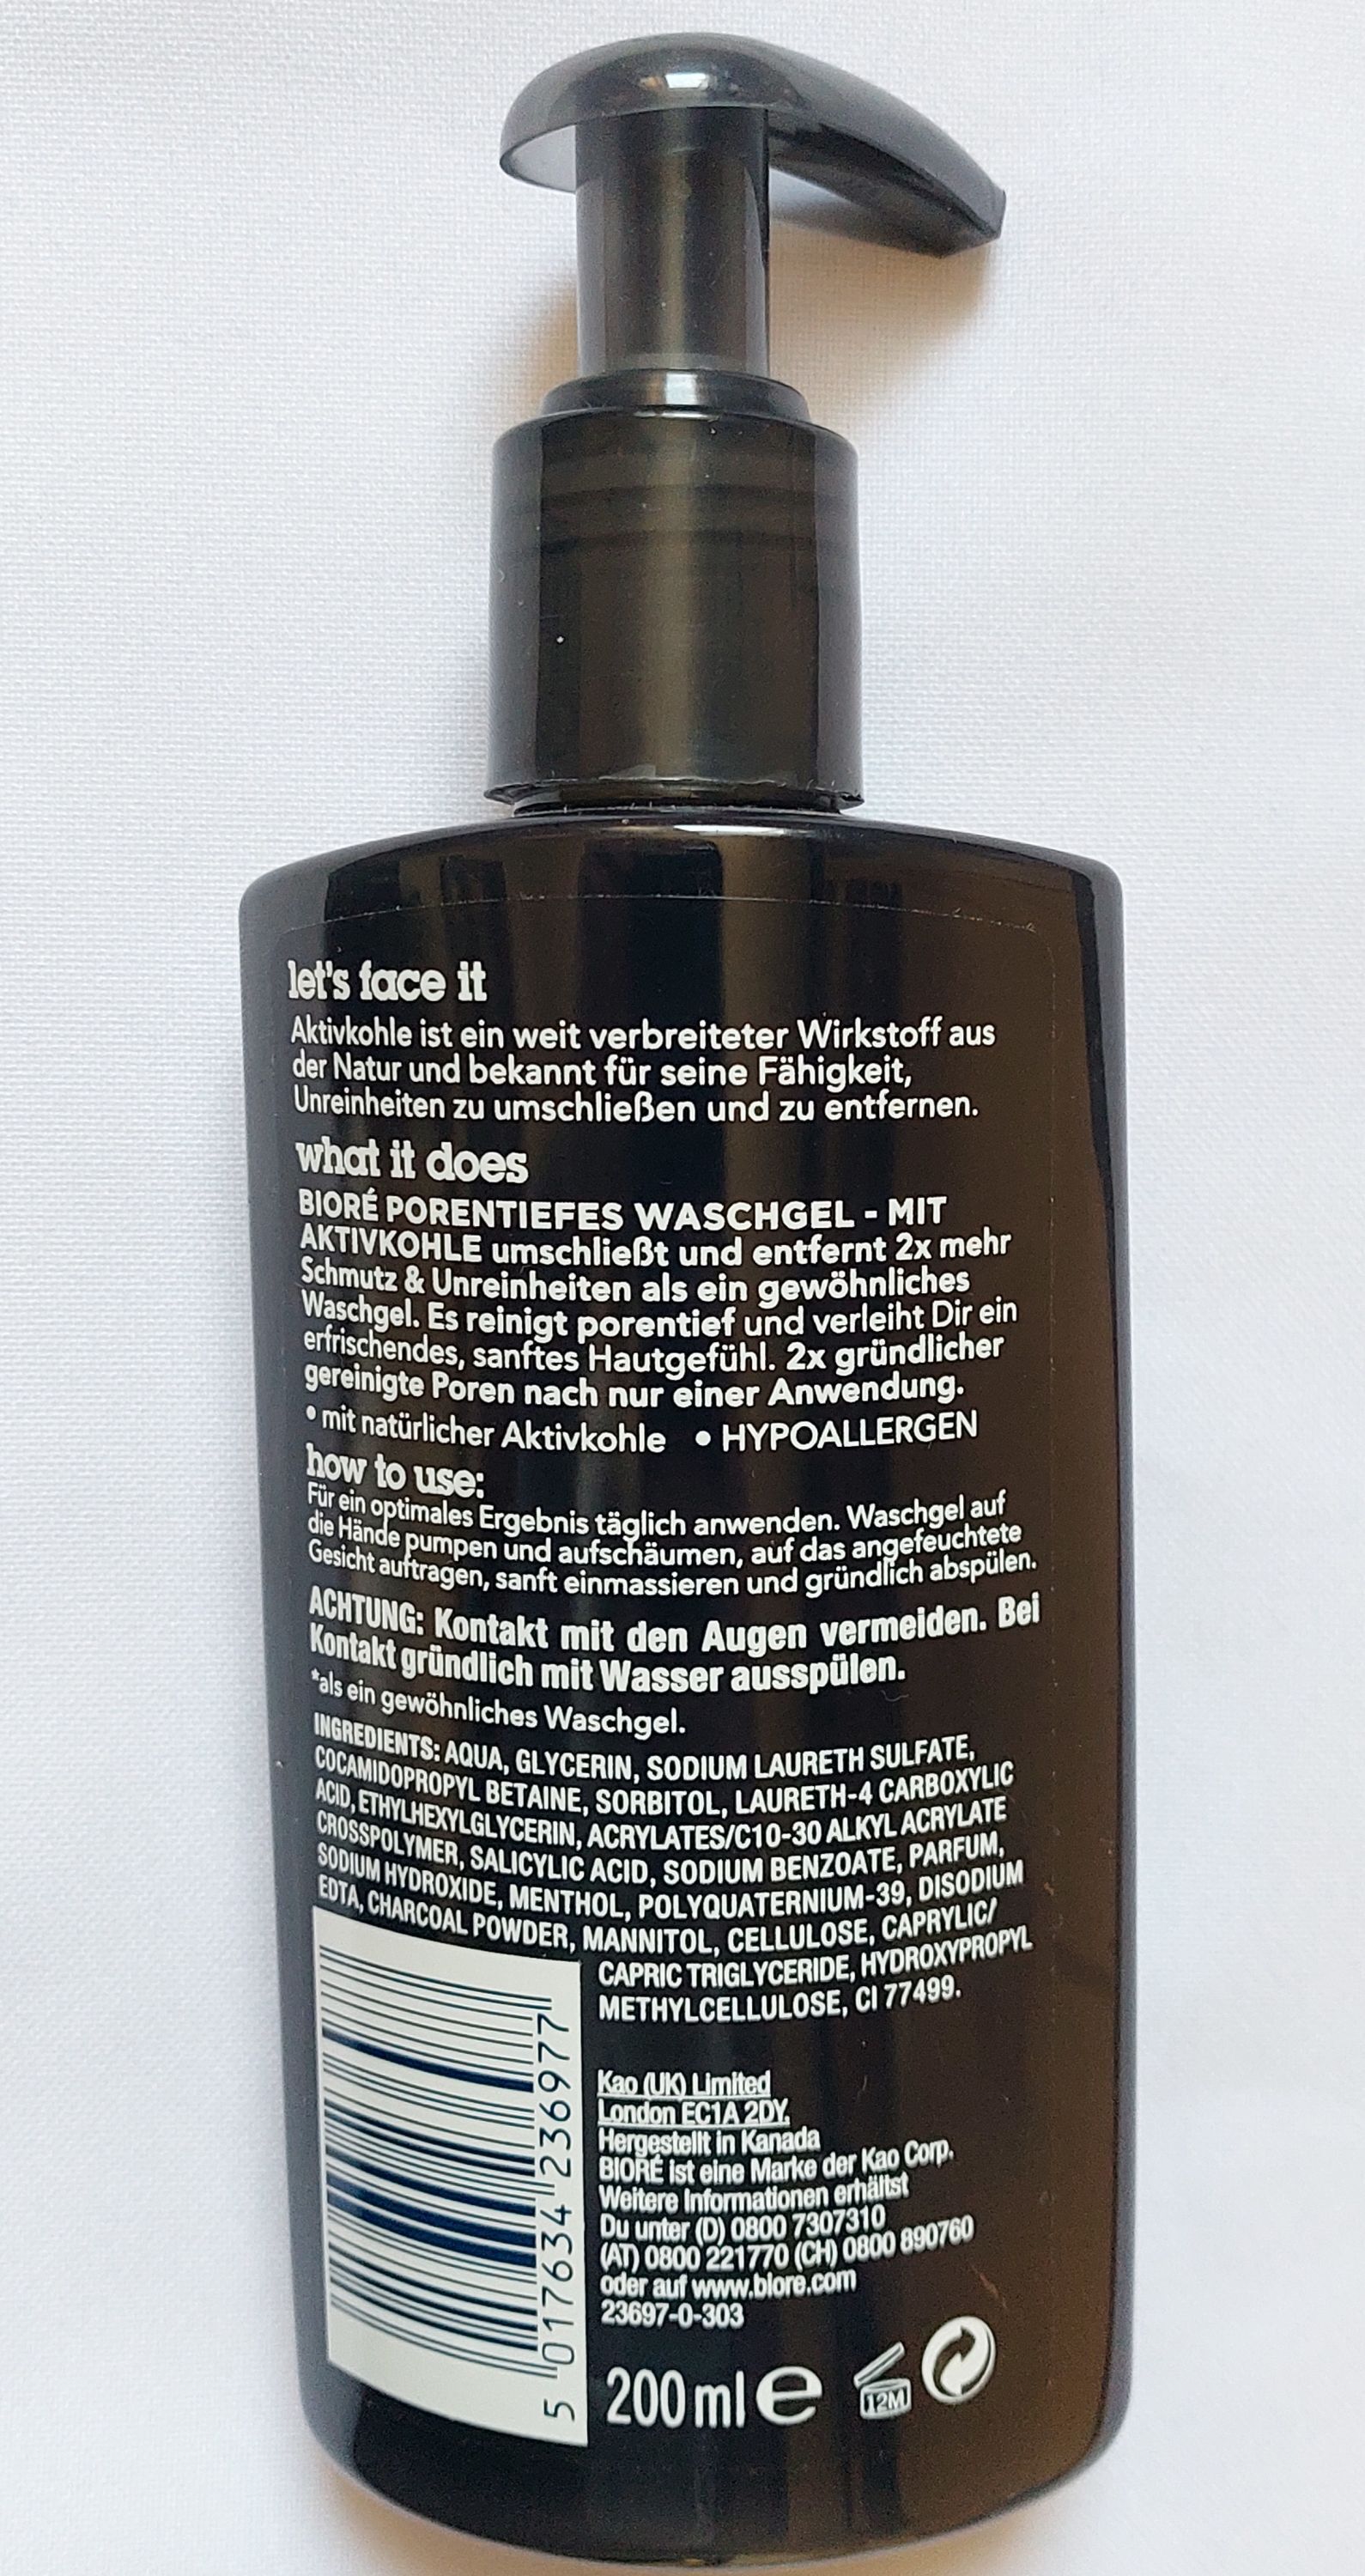 let's face it
Aktivkohle ist ein weit verbreiteter Wirkstoff aus
der Natur und bekannt für seine Fähigkeit,
Unreinheiten zu umschließen und zu entfernen.
what it does
BIORÉ PORENTIEFES WASCHGEL - MIT
AKTIVKOHLE umschließt und entfernt 2x mehr
Schmutz & Unreinheiten als ein gewöhnliches
Waschgel. Es reinigt porentief und verleiht Dir ein
erfrischendes, sanftes Hautgefühl. 2x gründlicher
gereinigte Poren nach nur einer Anwendung.
• mit natürlicher Aktivkohle • HYPOALLERGEN
how to use:
Für ein optimales Ergebnis täglich anwenden. Waschgel auf
die Hände pumpen und aufschäumen, auf das angefeuchtete
Gesicht auftragen, sanft einmassieren und gründlich abspülen.
ACHTUNG: Kontakt mit den Augen vermeiden. Bei
Kontakt gründlich mit Wasser ausspülen.
*als ein gewöhnliches Waschgel.
INGREDIENTS: AQUA, GLYCERIN, SODIUM LAURETH SULFATE,
COCAMIDOPROPYL BETAINE, SORBITOL, LAURETH-4 CARBOXYLIC
ACID, ETHYLHEXYLGLYCERIN, ACRYLATES/C10-30 ALKYL ACRYLATE
CROSSPOLYMER, SALICYLIC ACID, SODIUM BENZOATE, PARFUM,
SODIUM HYDROXIDE, MENTHOL, POLYQUATERNIUM-39, DISODIUM
EDTA, CHARCOAL POWDER, MANNITOL, CELLULOSE, CAPRYLIC/
CAPRIC TRIGLYCERIDE, HYDROXYPROPYL
METHYLCELLULOSE, CI 77499.
5 017634 236977
Kao (UK) Limited
London EC1A 2DY.
Hergestellt in Kanada
BIORÉ ist eine Marke der Kao Corp.
Weitere Informationen erhältst
Du unter (D) 0800 7307310
(AT) 0800 221770 (CH) 0800 890760
oder auf www.biore.com
23697-0-303
200 ml e 12M